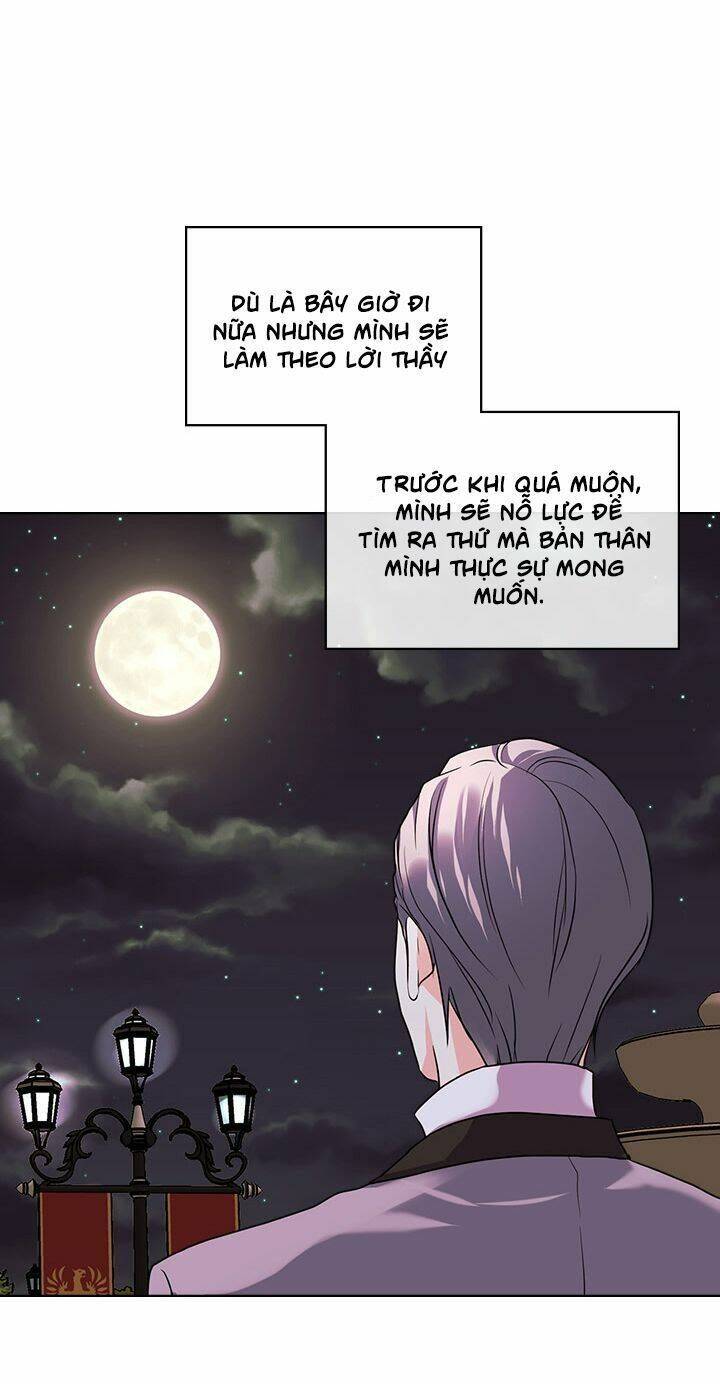 DÙ LÀ BÂY GIỜ ĐI
NỮA NHƯNG MÌNH SẼ
LÀM THEO LỜI THẦY
TRƯỚC KHI QUÁ MUỘN,
MÌNH SẼ NỖ LỰC ĐỂ
TÌM RA THỨ MÀ BẢN THÂN
MÌNH THỰC SỰ MONG
MUỐN.